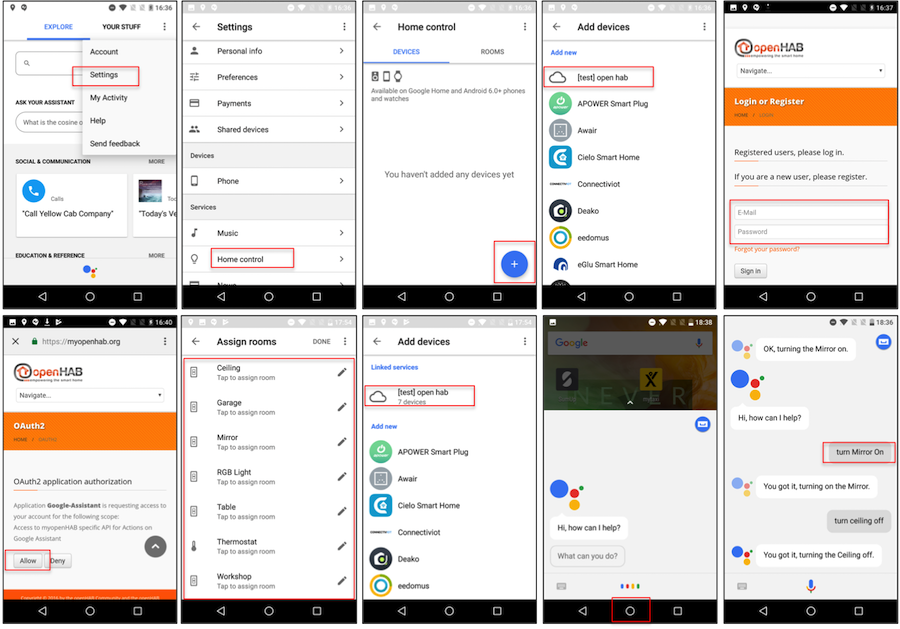 16:36
EXPLORE
YOUR STUFF
Account
Settings
My Activity
Help
Send feedback
ASK YOUR ASSISTANT
What is the cosine o
SOCIAL & COMMUNICATION
MORE
Calls
"Call Yellow Cab Company"
"Today's Ve
EDUCATION & REFERENCE
MORE
16:36
Settings
Personal info
Preferences
Payments
Shared devices
Devices
Phone
Services
Music
Home control
16:36
Home control
DEVICES
ROOMS
Available on Google Home and Android 6.0+ phones
and watches
You haven't added any devices yet
16:36
Add devices
Add new
[test] open hab
APOWER Smart Plug
Awair
Cielo Smart Home
Connectiviot
Deako
eedomus
eGlu Smart Home
16:37
openHAB
empowering the smart home
Navigate...
Login or Register
HOME
LOGIN
Registered users, please log in.
If you are a new user, please register.
E-Mail
Password
Forgot your password?
Sign in
16:40
https://myopenhab.org
openHAB
empowering the smart home
Navigate...
OAuth2
HOME
OAUTH2
OAuth2 application authorization
Application Google-Assistant is requesting access to
your account for the following scope:
Access to myopenHAB specific API for Actions on
Google Assistant
Allow
Deny
17:54
Assign rooms
DONE
Ceiling
Tap to assign room
Garage
Tap to assign room
Mirror
Tap to assign room
RGB Light
Tap to assign room
Table
Tap to assign room
Thermostat
Tap to assign room
Workshop
Tap to assign room
17:54
Add devices
Linked services
[test] open hab
7 devices
Add new
APOWER Smart Plug
Awair
Cielo Smart Home
Connectiviot
Deako
eedomus
18:38
Google
NEVER
Hi, how can I help?
What can you do?
18:36
OK, turning the Mirror on.
Hi, how can I help?
turn Mirror On
You got it, turning on the Mirror.
turn ceiling off
You got it, turning the Ceiling off.